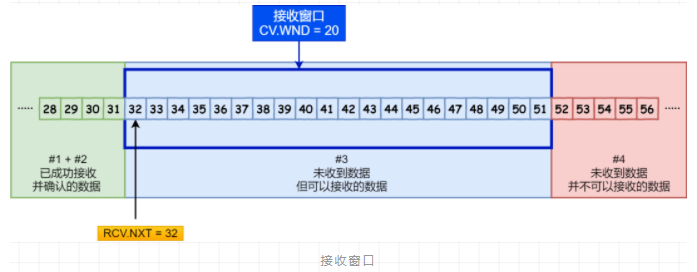 接收窗口
CV.WND = 20
..... 28 29 30 31 32 33 34 35 36 37 38 39 40 41 42 43 44 45 46 47 48 49 50 51 52 53 54 55 56 .....
#1 + #2
已成功接收
并确认的数据
#3
未收到数据
但可以接收的数据
#4
未收到数据
并不可以接收的数据
RCV.NXT = 32
接收窗口